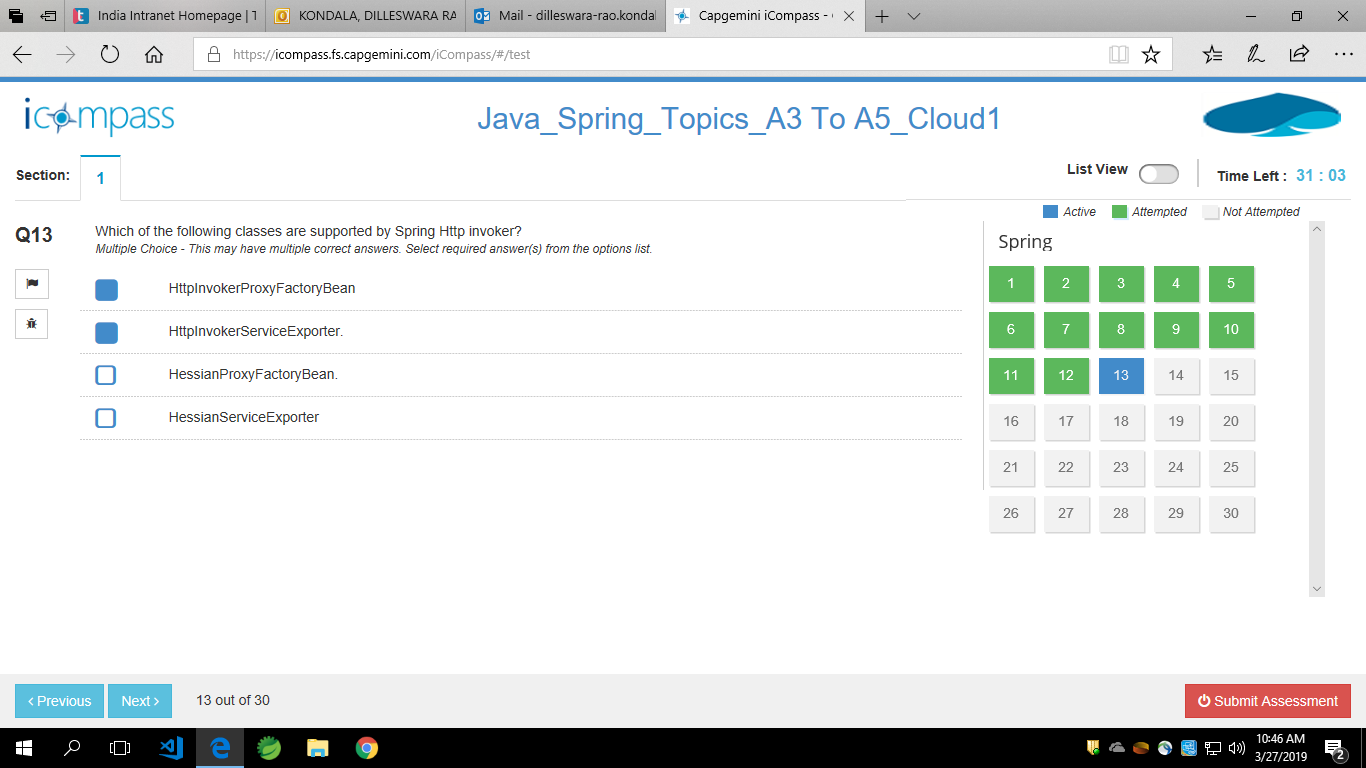 India Intranet Homepage | T
KONDALA, DILLESWARA RA
Mail - dilleswara-rao.kondal
Capgemini iCompass -
https://icompass.fs.capgemini.com/iCompass/#/test
icompass
Java_Spring_Topics_A3 To A5_Cloud1
Section:
1
List View
Time Left : 31 : 03
Active Attempted Not Attempted
Q13
Which of the following classes are supported by Spring Http invoker?
Multiple Choice - This may have multiple correct answers. Select required answer(s) from the options list.
HttpInvokerProxyFactoryBean
HttpInvokerServiceExporter.
HessianProxyFactoryBean.
HessianServiceExporter
Spring
1 2 3 4 5
6 7 8 9 10
11 12 13 14 15
16 17 18 19 20
21 22 23 24 25
26 27 28 29 30
Previous
Next
13 out of 30
Submit Assessment
10:46 AM
3/27/2019
2